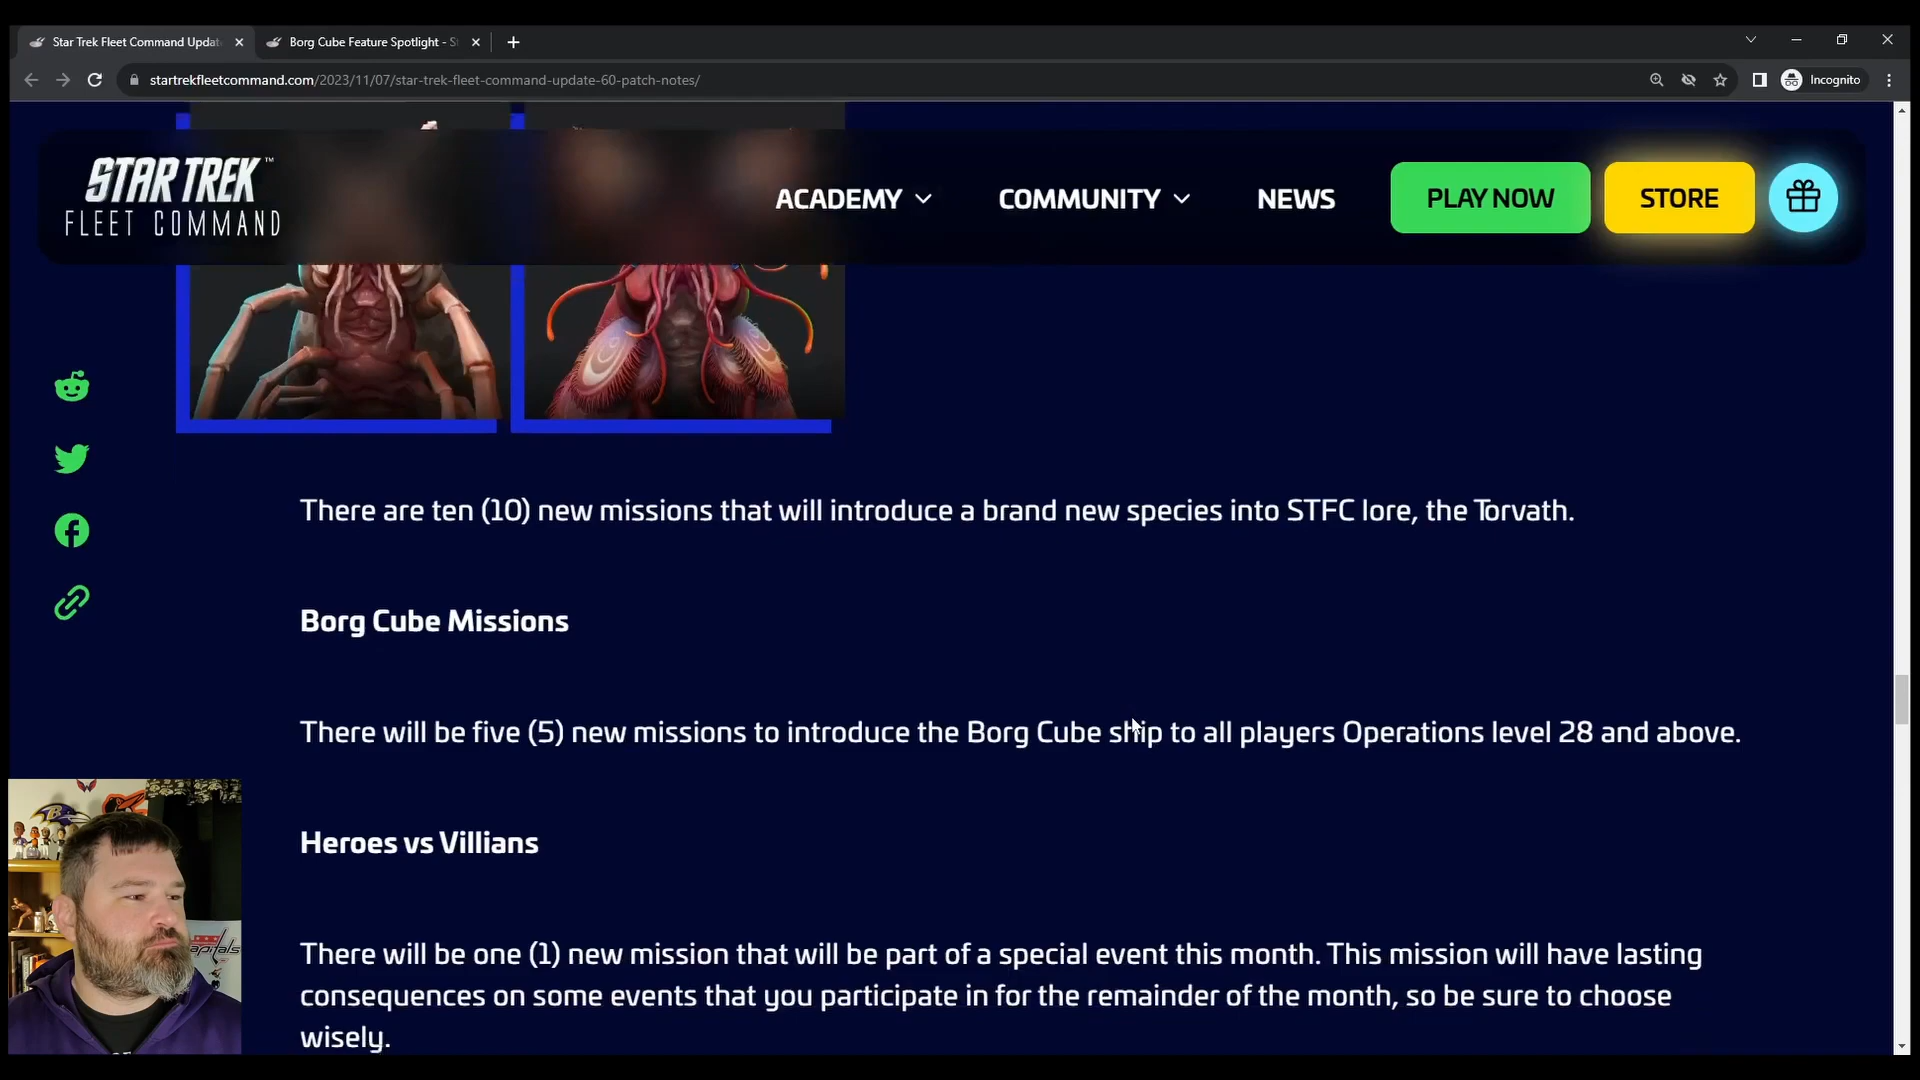 Star Trek Fleet Command Updat
Borg Cube Feature Spotlight - S
startrekfleetcommand.com/2023/11/07/star-trek-fleet-command-update-60-patch-notes/
Incognito
STAR TREK™
FLEET COMMAND
ACADEMY
COMMUNITY
NEWS
PLAY NOW
STORE
There are ten (10) new missions that will introduce a brand new species into STFC lore, the Torvath.
Borg Cube Missions
There will be five (5) new missions to introduce the Borg Cube ship to all players Operations level 28 and above.
Heroes vs Villians
There will be one (1) new mission that will be part of a special event this month. This mission will have lasting
consequences on some events that you participate in for the remainder of the month, so be sure to choose
wisely.
capitals